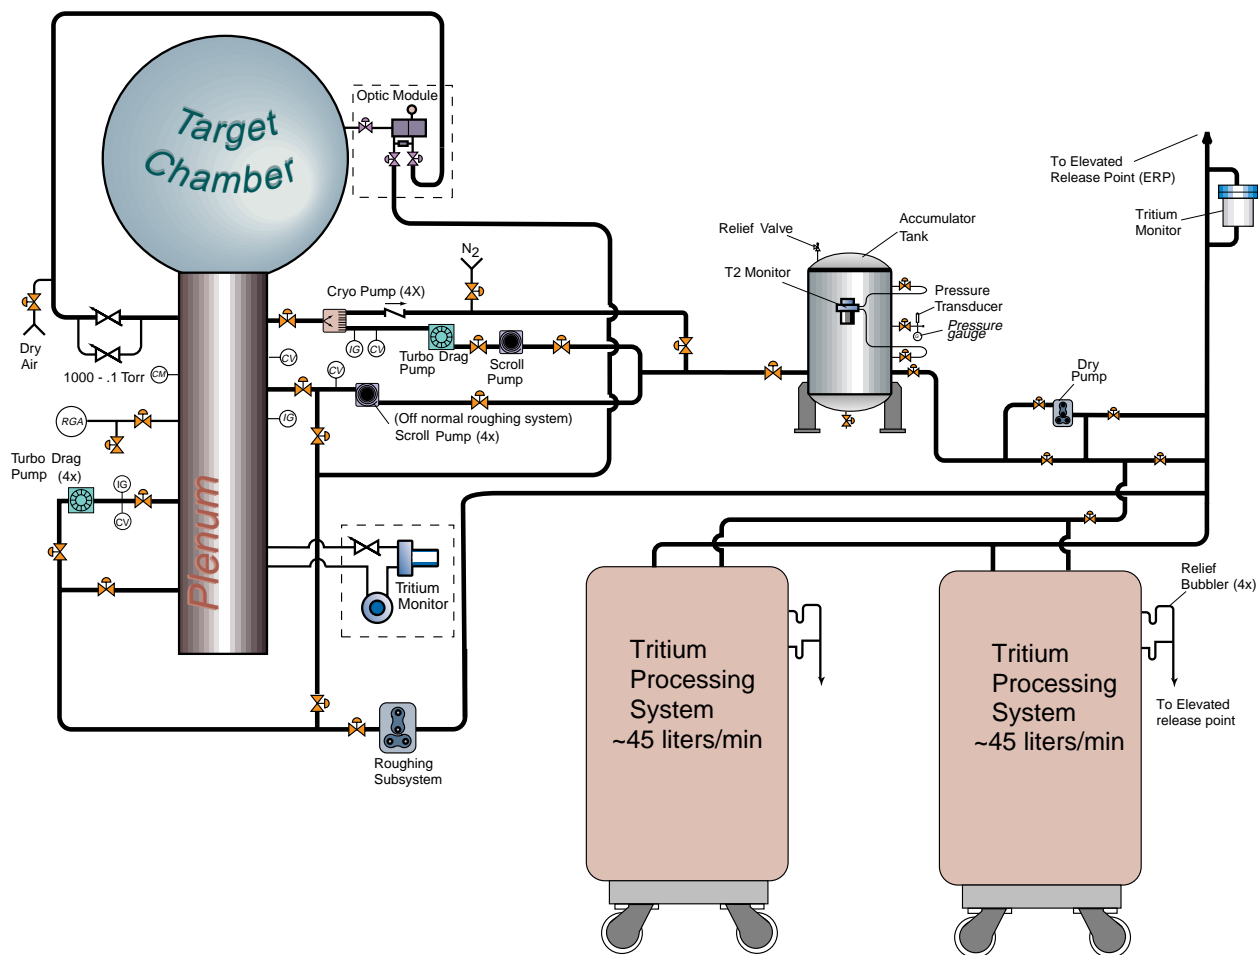 Optic Module
Target
Chamber
To Elevated
Release Point (ERP)
Tritium
Monitor
Relief Valve
Accumulator
Tank
N2
T2 Monitor
Cryo Pump (4X)
Pressure
Transducer
Pressure
gauge
Dry
Air
IG
CV
Turbo Drag
Pump
Scroll
Pump
1000 - .1 Torr
CM
CV
CV
Dry
Pump
RGA
IG
(Off normal roughing system)
Scroll Pump (4x)
Turbo Drag
Pump (4x)
IG
CV
Plenum
Tritium
Monitor
Relief
Bubbler (4x)
Tritium
Processing
System
~45 liters/min
Tritium
Processing
System
~45 liters/min
To Elevated
release point
Roughing
Subsystem